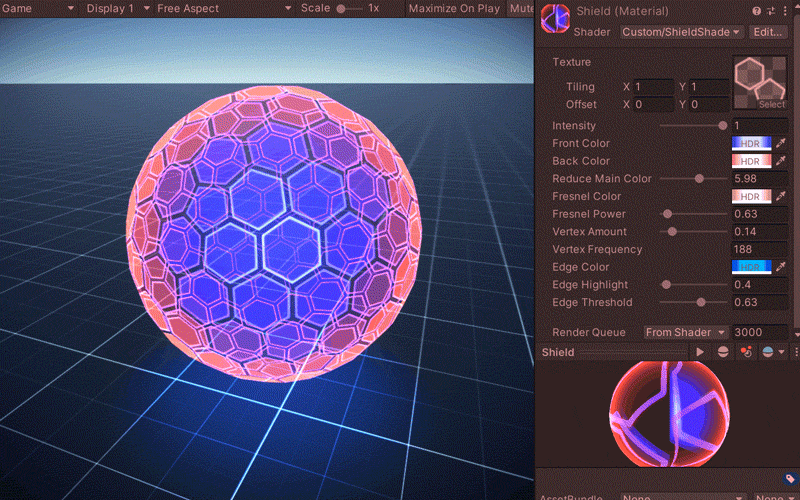 Game Display 1 Free Aspect Scale 1x Maximize On Play Mute
Shield (Material)
Shader Custom/ShieldShade Edit...
Texture
Tiling X 1 Y 1
Offset X 0 Y 0
Select
Intensity 1
Front Color HDR
Back Color HDR
Reduce Main Color 5.98
Fresnel Color HDR
Fresnel Power 0.63
Vertex Amount 0.14
Vertex Frequency 188
Edge Color HDR
Edge Highlight 0.4
Edge Threshold 0.63
Render Queue From Shader 3000
Shield
AssetBundle None None